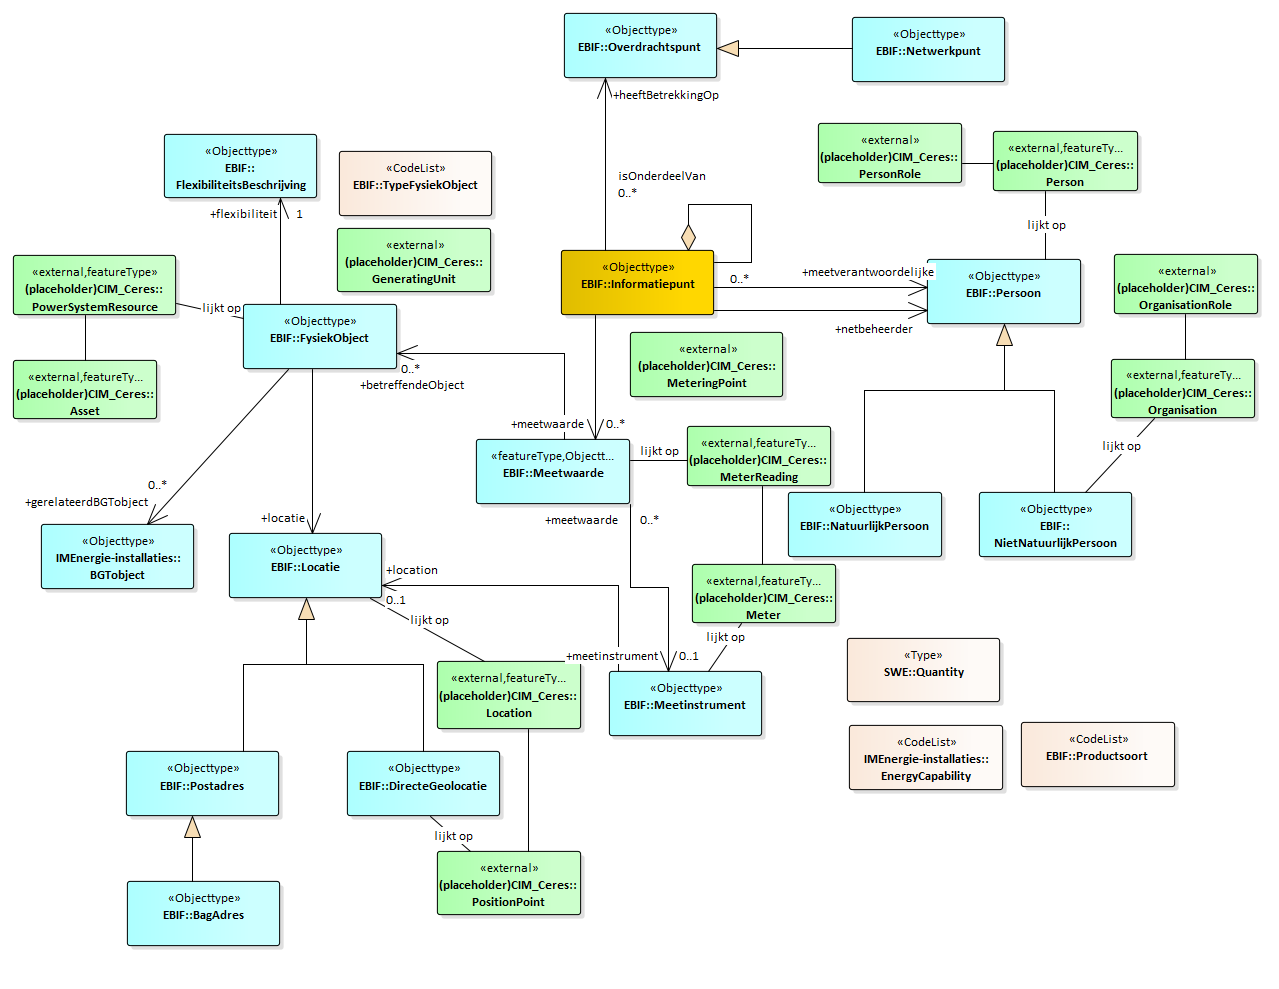 «Objecttype»
EBIF::Overdrachtspunt
«Objecttype»
EBIF::Netwerkpunt
+heeftBetrekkingOp
«Objecttype»
EBIF::
FlexibiliteitsBeschrijving
+flexibiliteit
1
«CodeList»
EBIF::TypeFysiekObject
«external»
(placeholder)CIM_Ceres::
GeneratingUnit
isOnderdeelVan
0..*
«external»
(placeholder)CIM_Ceres::
PersonRole
«external,featureTy...
(placeholder)CIM_Ceres::
Person
lijkt op
«external,featureType»
(placeholder)CIM_Ceres::
PowerSystemResource
lijkt op
«Objecttype»
EBIF::FysiekObject
«Objecttype»
EBIF::Informatiepunt
0..*
+meetverantwoordelijke
+netbeheerder
«Objecttype»
EBIF::Persoon
«external»
(placeholder)CIM_Ceres::
OrganisationRole
«external,featureTy...
(placeholder)CIM_Ceres::
Asset
0..*
+betreffendeObject
«external»
(placeholder)CIM_Ceres::
MeteringPoint
«external,featureTy...
(placeholder)CIM_Ceres::
Organisation
lijkt op
+meetwaarde
0..*
«featureType,Objectt...
EBIF::Meetwaarde
lijkt op
«external,featureTy...
(placeholder)CIM_Ceres::
MeterReading
0..*
+gerelateerdBGTobject
+locatie
+meetwaarde
0..*
«Objecttype»
EBIF::NatuurlijkPersoon
«Objecttype»
EBIF::
NietNatuurlijkPersoon
«Objecttype»
IMEnergie-installaties::
BGTobject
«Objecttype»
EBIF::Locatie
+location
0..1
lijkt op
«external,featureTy...
(placeholder)CIM_Ceres::
Meter
lijkt op
+meetinstrument
0..1
«external,featureTy...
(placeholder)CIM_Ceres::
Location
«Objecttype»
EBIF::Meetinstrument
«Type»
SWE::Quantity
«CodeList»
IMEnergie-installaties::
EnergyCapability
«CodeList»
EBIF::Productsoort
«Objecttype»
EBIF::Postadres
«Objecttype»
EBIF::DirecteGeolocatie
lijkt op
«external»
(placeholder)CIM_Ceres::
PositionPoint
«Objecttype»
EBIF::BagAdres